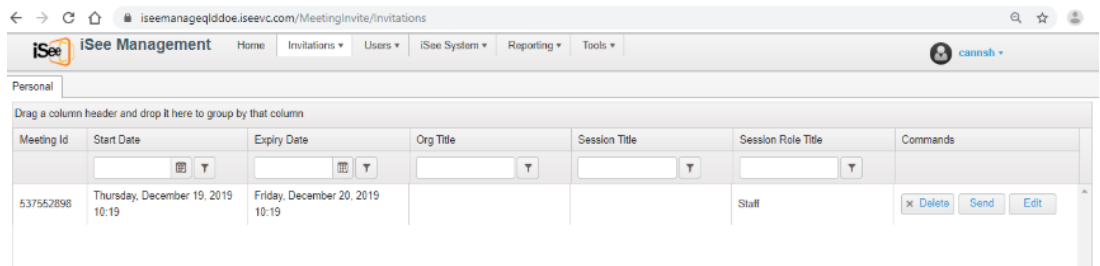 iseemanageqlddoe.iseevc.com/MeetingInvite/Invitations
iSee iSee Management Home Invitations Users iSee System Reporting Tools cannsh
Personal
Drag a column header and drop it here to group by that column
Meeting Id Start Date Expiry Date Org Title Session Title Session Role Title Commands
537552898 Thursday, December 19, 2019 10:19 Friday, December 20, 2019 10:19 Staff × Delete Send Edit